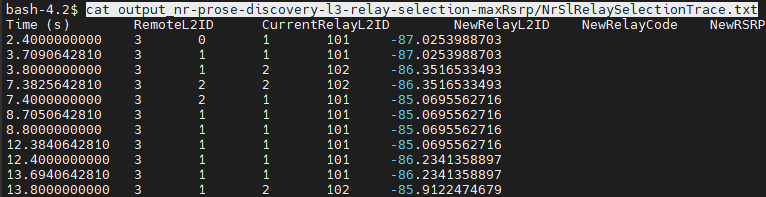 bash-4.2$ cat output_nr-prose-discovery-l3-relay-selection-maxRsrp/NrSlRelaySelectionTrace.txt
Time (s) RemoteL2ID CurrentRelayL2ID NewRelayL2ID NewRelayCode NewRSRP
2.4000000000 3 0 1 101 -87.0253988703
3.7090642810 3 1 1 101 -87.0253988703
3.8000000000 3 1 2 102 -86.3516533493
7.3825642810 3 2 2 102 -86.3516533493
7.4000000000 3 2 1 101 -85.0695562716
8.7050642810 3 1 1 101 -85.0695562716
8.8000000000 3 1 1 101 -85.0695562716
12.3840642810 3 1 1 101 -85.0695562716
12.4000000000 3 1 1 101 -86.2341358897
13.6940642810 3 1 1 101 -86.2341358897
13.8000000000 3 1 2 102 -85.9122474679